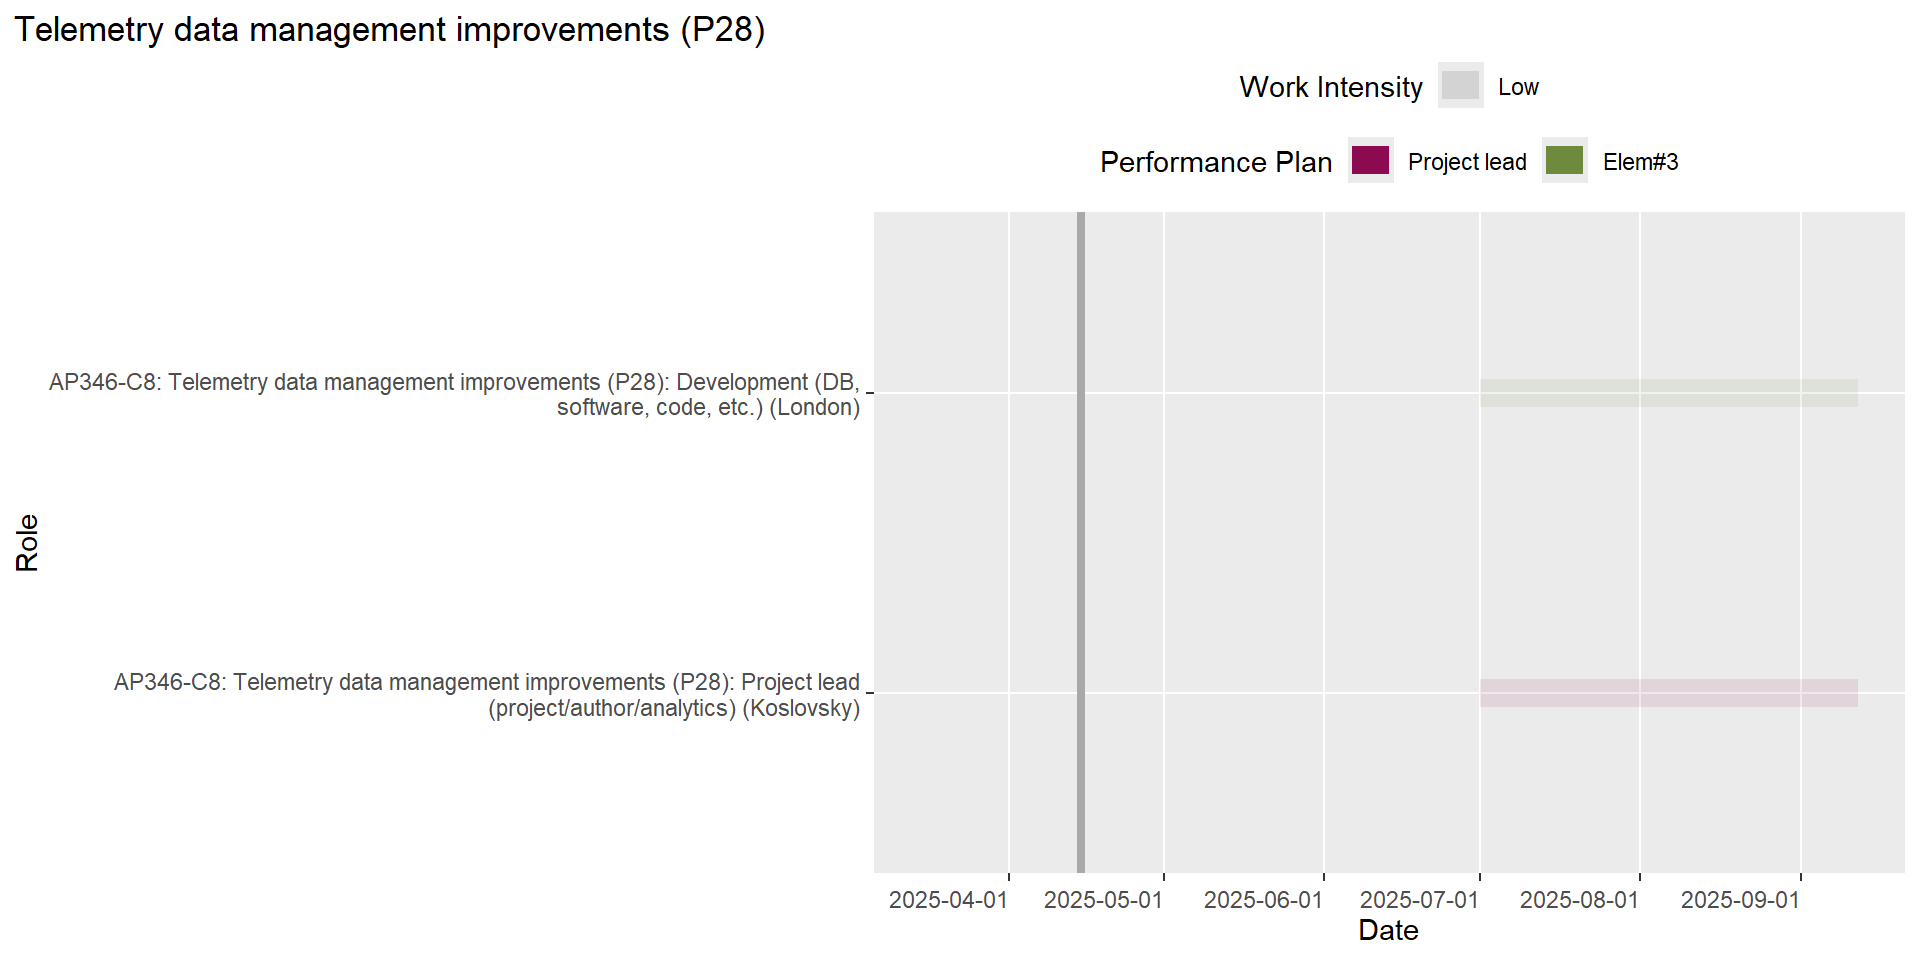 Telemetry data management improvements (P28)
Work Intensity Low
Performance Plan Project lead Elem#3
AP346-C8: Telemetry data management improvements (P28): Development (DB,
software, code, etc.) (London)
Role
AP346-C8: Telemetry data management improvements (P28): Project lead
(project/author/analytics) (Koslovsky)
2025-04-01 2025-05-01 2025-06-01 2025-07-01 2025-08-01 2025-09-01
Date